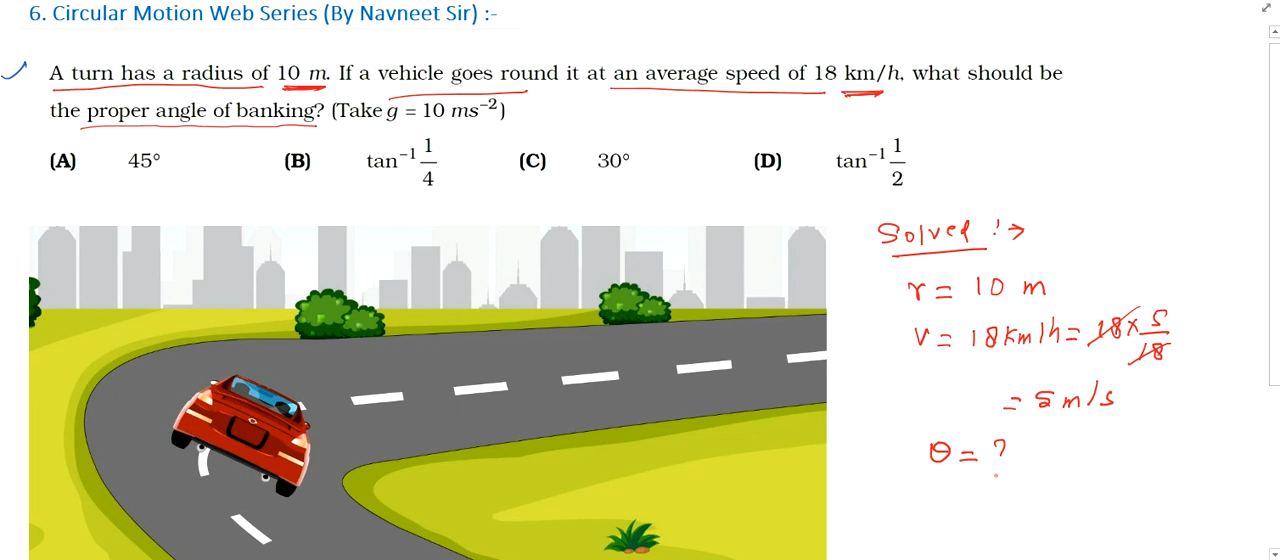 6. Circular Motion Web Series (By Navneet Sir) :-
A turn has a radius of 10 m. If a vehicle goes round it at an average speed of 18 km/h, what should be
the proper angle of banking? (Take g = 10 ms⁻²)
(A) 45° (B) tan⁻¹ 1/4 (C) 30° (D) tan⁻¹ 1/2
Solved :→
r = 10 m
v = 18 km/h = 18 × 5/18
= 5 m/s
θ = ?